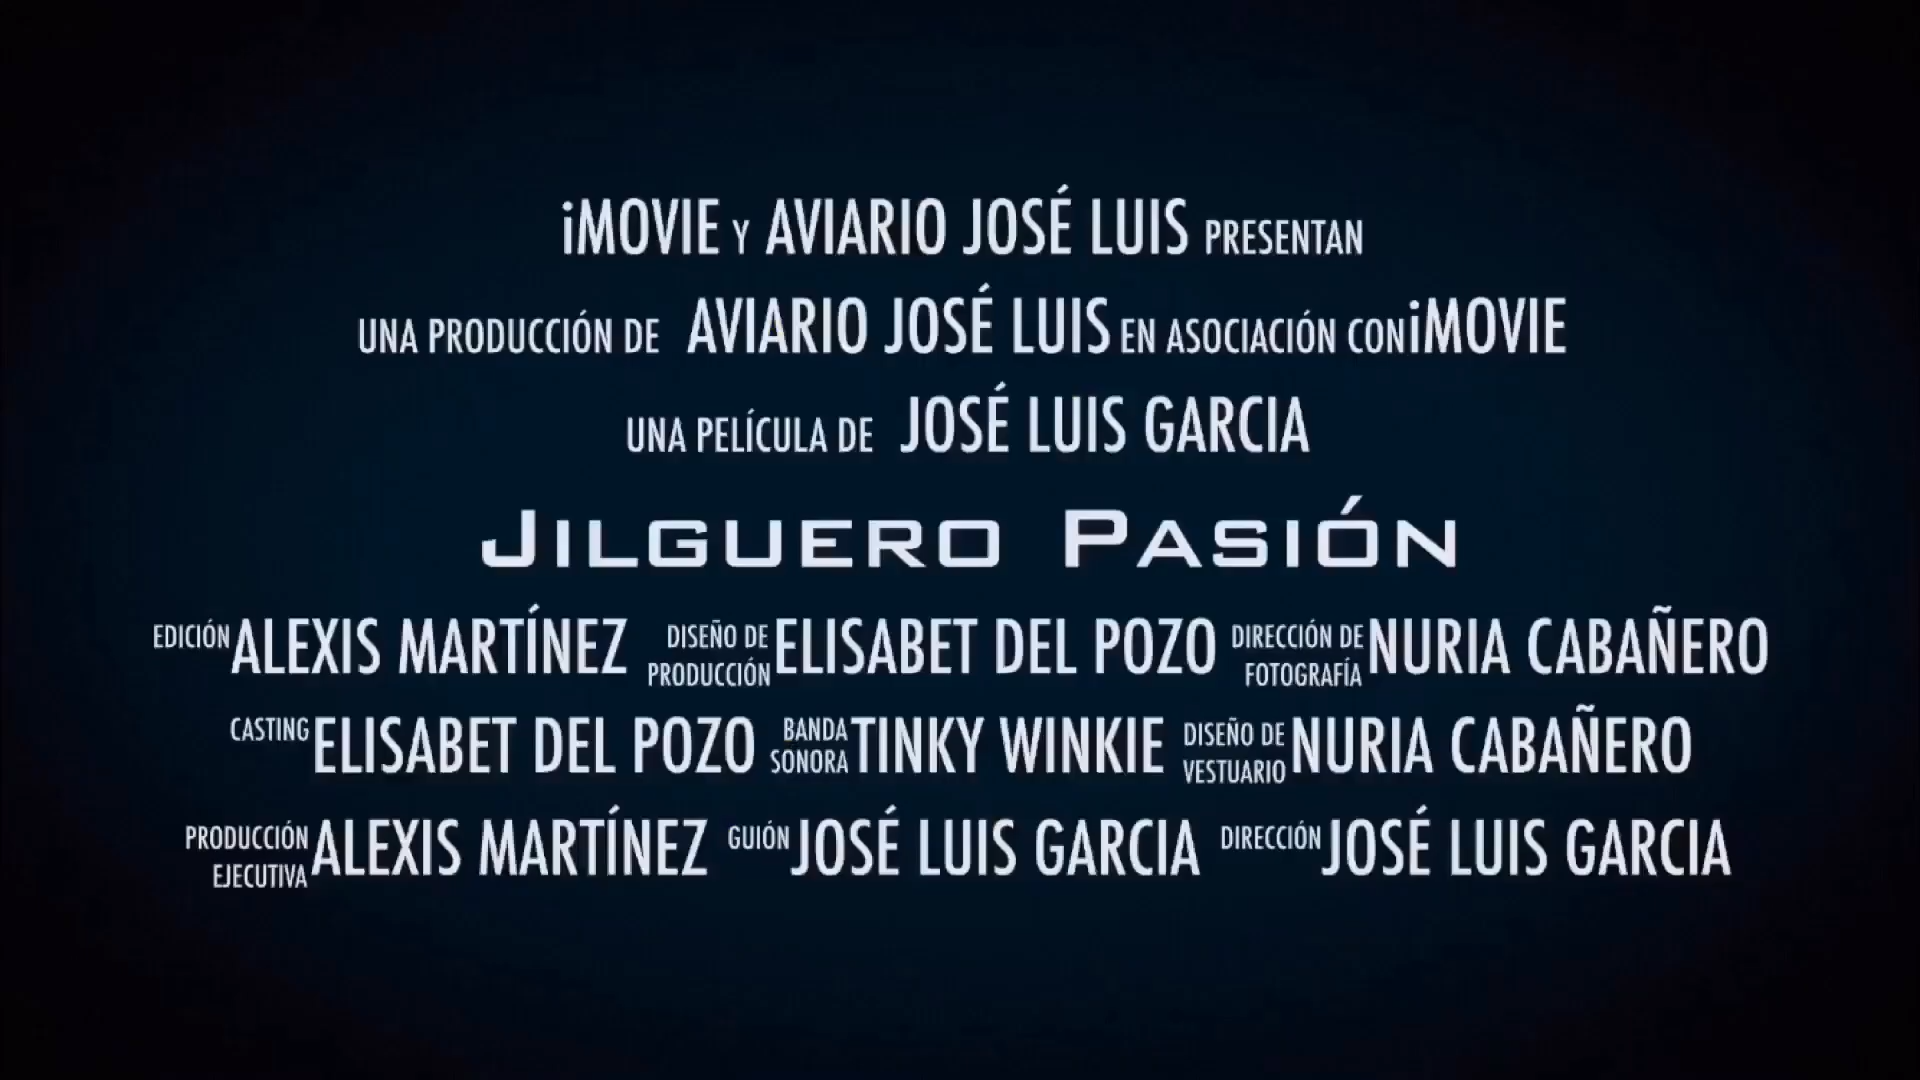 iMOVIE Y AVIARIO JOSÉ LUIS PRESENTAN
UNA PRODUCCIÓN DE AVIARIO JOSÉ LUIS EN ASOCIACIÓN CON iMOVIE
UNA PELÍCULA DE JOSÉ LUIS GARCIA
JILGUERO PASIÓN
EDICIÓN ALEXIS MARTÍNEZ DISEÑO DE PRODUCCIÓN ELISABET DEL POZO DIRECCIÓN DE FOTOGRAFÍA NURIA CABAÑERO
CASTING ELISABET DEL POZO BANDA SONORA TINKY WINKIE DISEÑO DE VESTUARIO NURIA CABAÑERO
PRODUCCIÓN EJECUTIVA ALEXIS MARTÍNEZ GUIÓN JOSÉ LUIS GARCIA DIRECCIÓN JOSÉ LUIS GARCIA